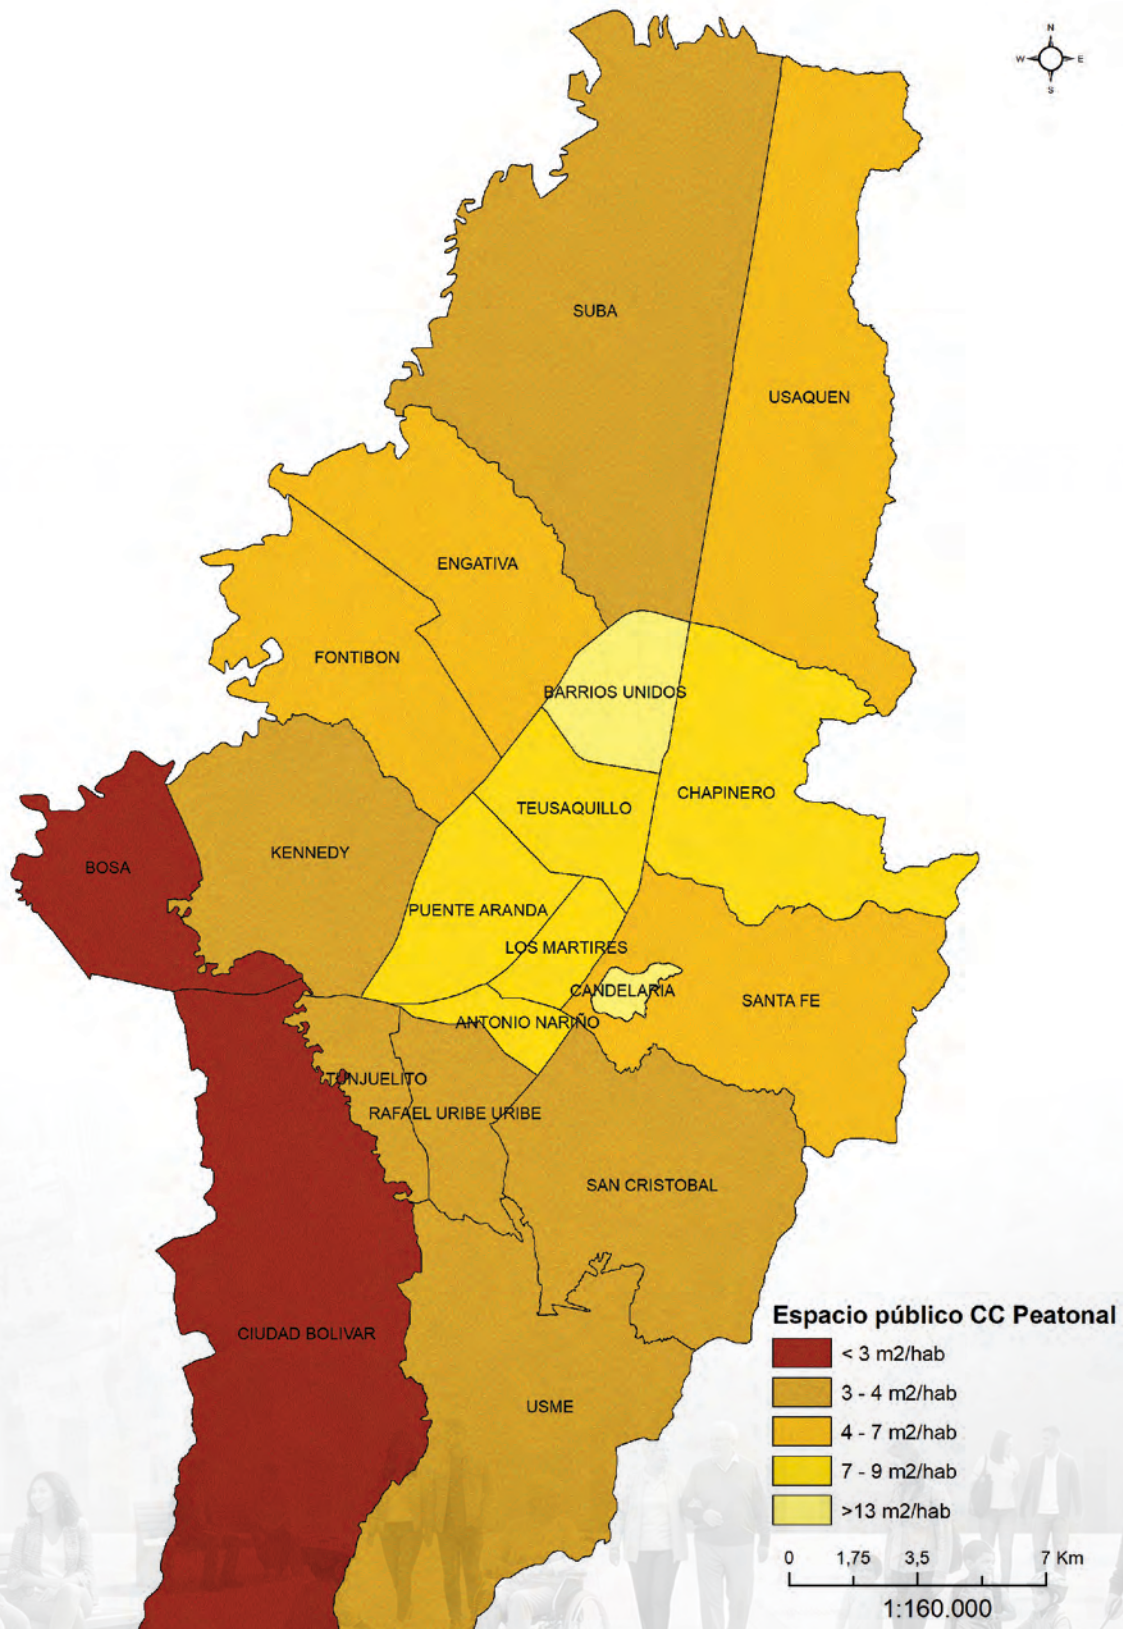 N
W E
S
SUBA
USAQUEN
ENGATIVA
FONTIBON
BARRIOS UNIDOS
CHAPINERO
TEUSAQUILLO
KENNEDY
BOSA
PUENTE ARANDA
LOS MARTIRES
CANDELARIA
SANTA FE
ANTONIO NARIÑO
TUNJUELITO
RAFAEL URIBE URIBE
SAN CRISTOBAL
CIUDAD BOLIVAR
USME
Espacio público CC Peatonal
< 3 m2/hab
3 - 4 m2/hab
4 - 7 m2/hab
7 - 9 m2/hab
>13 m2/hab
0 1,75 3,5 7 Km
1:160.000